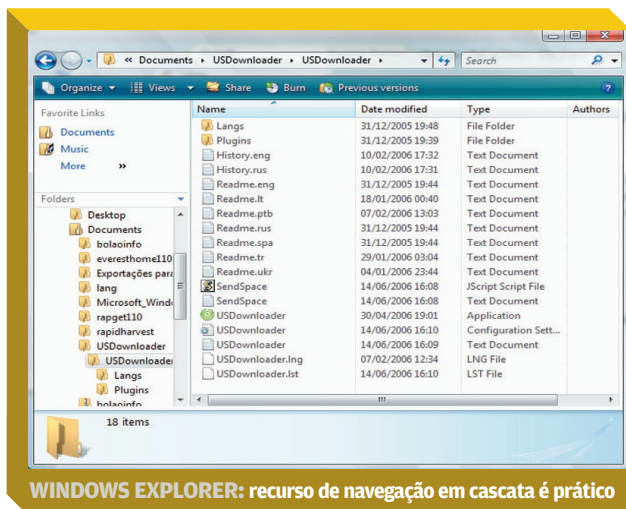 « Documents ▸ USDownloader ▸ USDownloader ▸ Search
Organize Views Share Burn Previous versions
Favorite Links
Documents
Music
More »
Folders
Desktop
Documents
bolaoinfo
everesthome110
Exportações para
lang
Microsoft_Wind
rapget110
rapidharvest
USDownloader
USDownloader
Langs
Plugins
bolaoinfo
Name Date modified Type Authors
Langs 31/12/2005 19:48 File Folder
Plugins 31/12/2005 19:39 File Folder
History.eng 10/02/2006 17:32 Text Document
History.rus 10/02/2006 17:31 Text Document
Readme.eng 31/12/2005 19:44 Text Document
Readme.lt 18/01/2006 00:40 Text Document
Readme.ptb 07/02/2006 13:03 Text Document
Readme.rus 31/12/2005 19:44 Text Document
Readme.spa 31/12/2005 19:44 Text Document
Readme.tr 29/01/2006 03:04 Text Document
Readme.ukr 04/01/2006 23:44 Text Document
SendSpace 14/06/2006 16:08 JScript Script File
SendSpace 14/06/2006 16:08 Text Document
USDownloader 30/04/2006 19:01 Application
USDownloader 14/06/2006 16:10 Configuration Sett...
USDownloader 14/06/2006 16:09 Text Document
USDownloader.lng 07/02/2006 12:34 LNG File
USDownloader.lst 14/06/2006 16:10 LST File
18 items
WINDOWS EXPLORER: recurso de navegação em cascata é prático